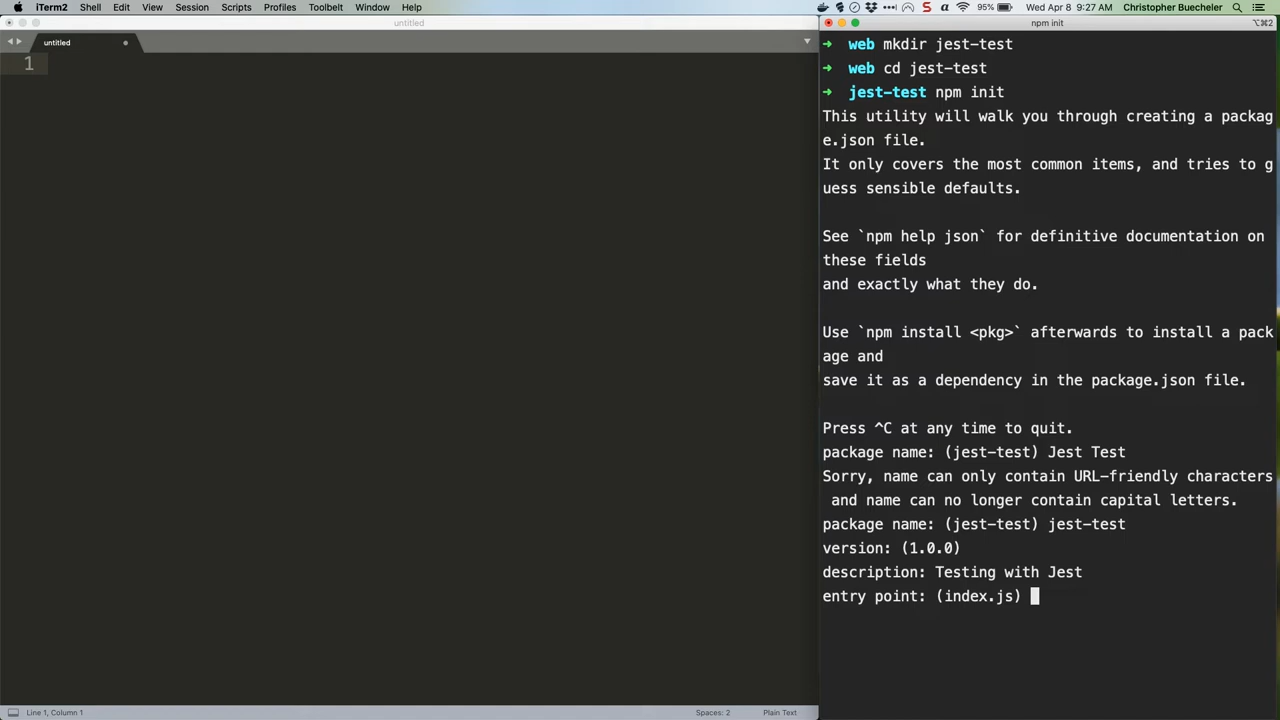 iTerm2 Shell Edit View Session Scripts Profiles Toolbelt Window Help 95% Wed Apr 8 9:27 AM Christopher Buecheler
untitled
untitled
1
Line 1, Column 1 Spaces: 2 Plain Text
npm init ⌥⌘2
➜ web mkdir jest-test
➜ web cd jest-test
➜ jest-test npm init
This utility will walk you through creating a packag
e.json file.
It only covers the most common items, and tries to g
uess sensible defaults.
See `npm help json` for definitive documentation on
these fields
and exactly what they do.
Use `npm install <pkg>` afterwards to install a pack
age and
save it as a dependency in the package.json file.
Press ^C at any time to quit.
package name: (jest-test) Jest Test
Sorry, name can only contain URL-friendly characters
and name can no longer contain capital letters.
package name: (jest-test) jest-test
version: (1.0.0)
description: Testing with Jest
entry point: (index.js)